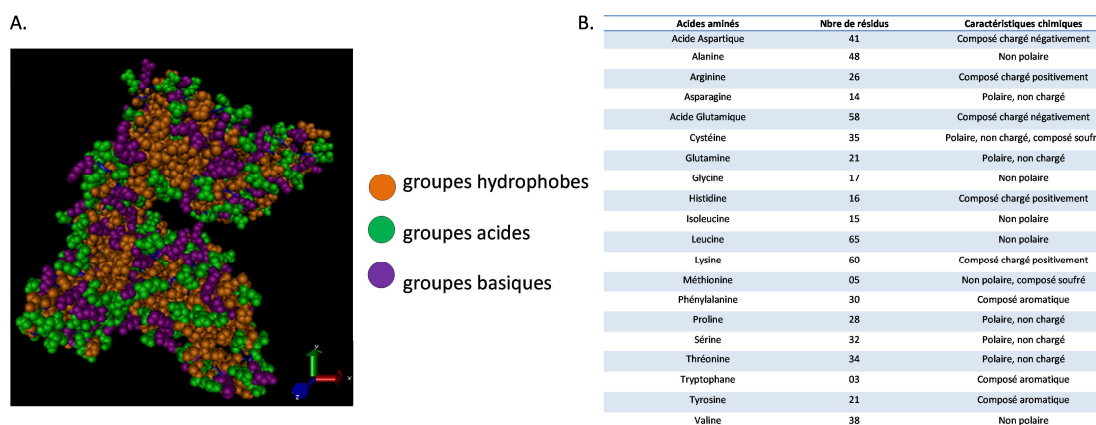 A.
groupes hydrophobes
groupes acides
groupes basiques
y
x
z
B.
Acides aminés Nbre de résidus Caractéristiques chimiques
Acide Aspartique 41 Composé chargé négativement
Alanine 48 Non polaire
Arginine 26 Composé chargé positivement
Asparagine 14 Polaire, non chargé
Acide Glutamique 58 Composé chargé négativement
Cystéine 35 Polaire, non chargé, composé soufr
Glutamine 21 Polaire, non chargé
Glycine 17 Non polaire
Histidine 16 Composé chargé positivement
Isoleucine 15 Non polaire
Leucine 65 Non polaire
Lysine 60 Composé chargé positivement
Méthionine 05 Non polaire, composé soufré
Phénylalanine 30 Composé aromatique
Proline 28 Polaire, non chargé
Sérine 32 Polaire, non chargé
Thréonine 34 Polaire, non chargé
Tryptophane 03 Composé aromatique
Tyrosine 21 Composé aromatique
Valine 38 Non polaire